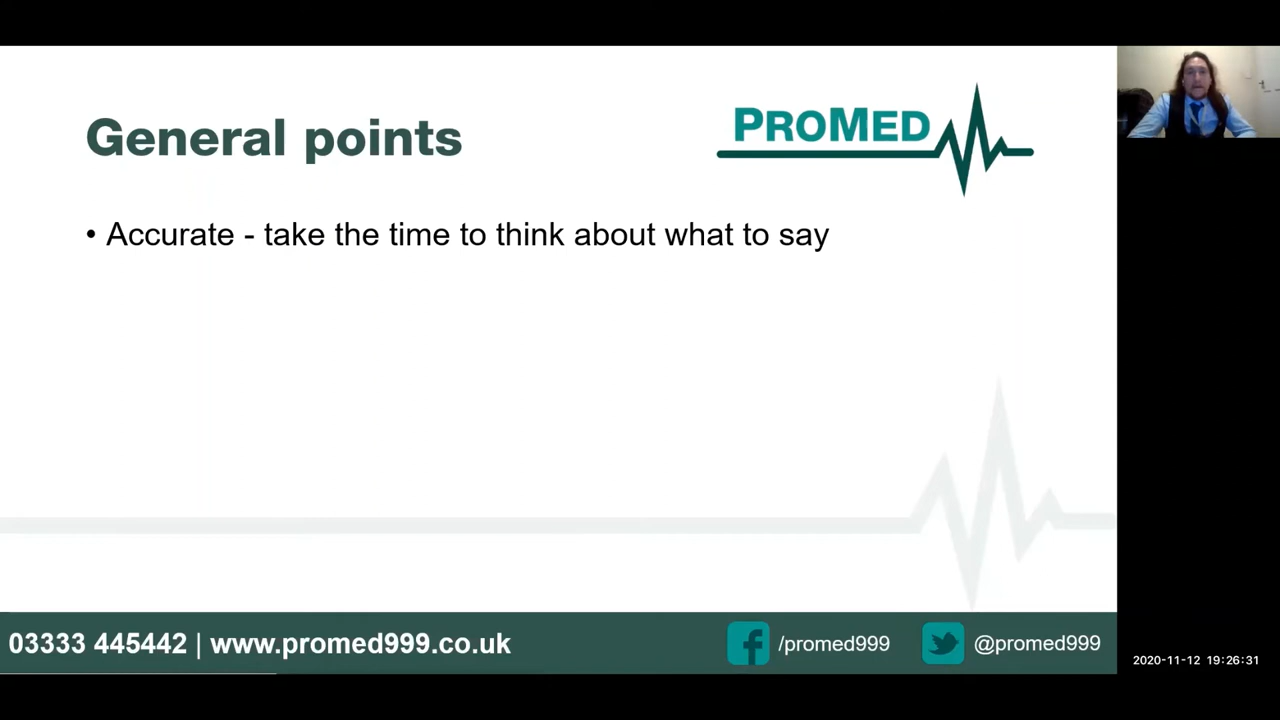 General points
PROMED
• Accurate - take the time to think about what to say
03333 445442 | www.promed999.co.uk
/promed999
@promed999
2020-11-12 19:26:31